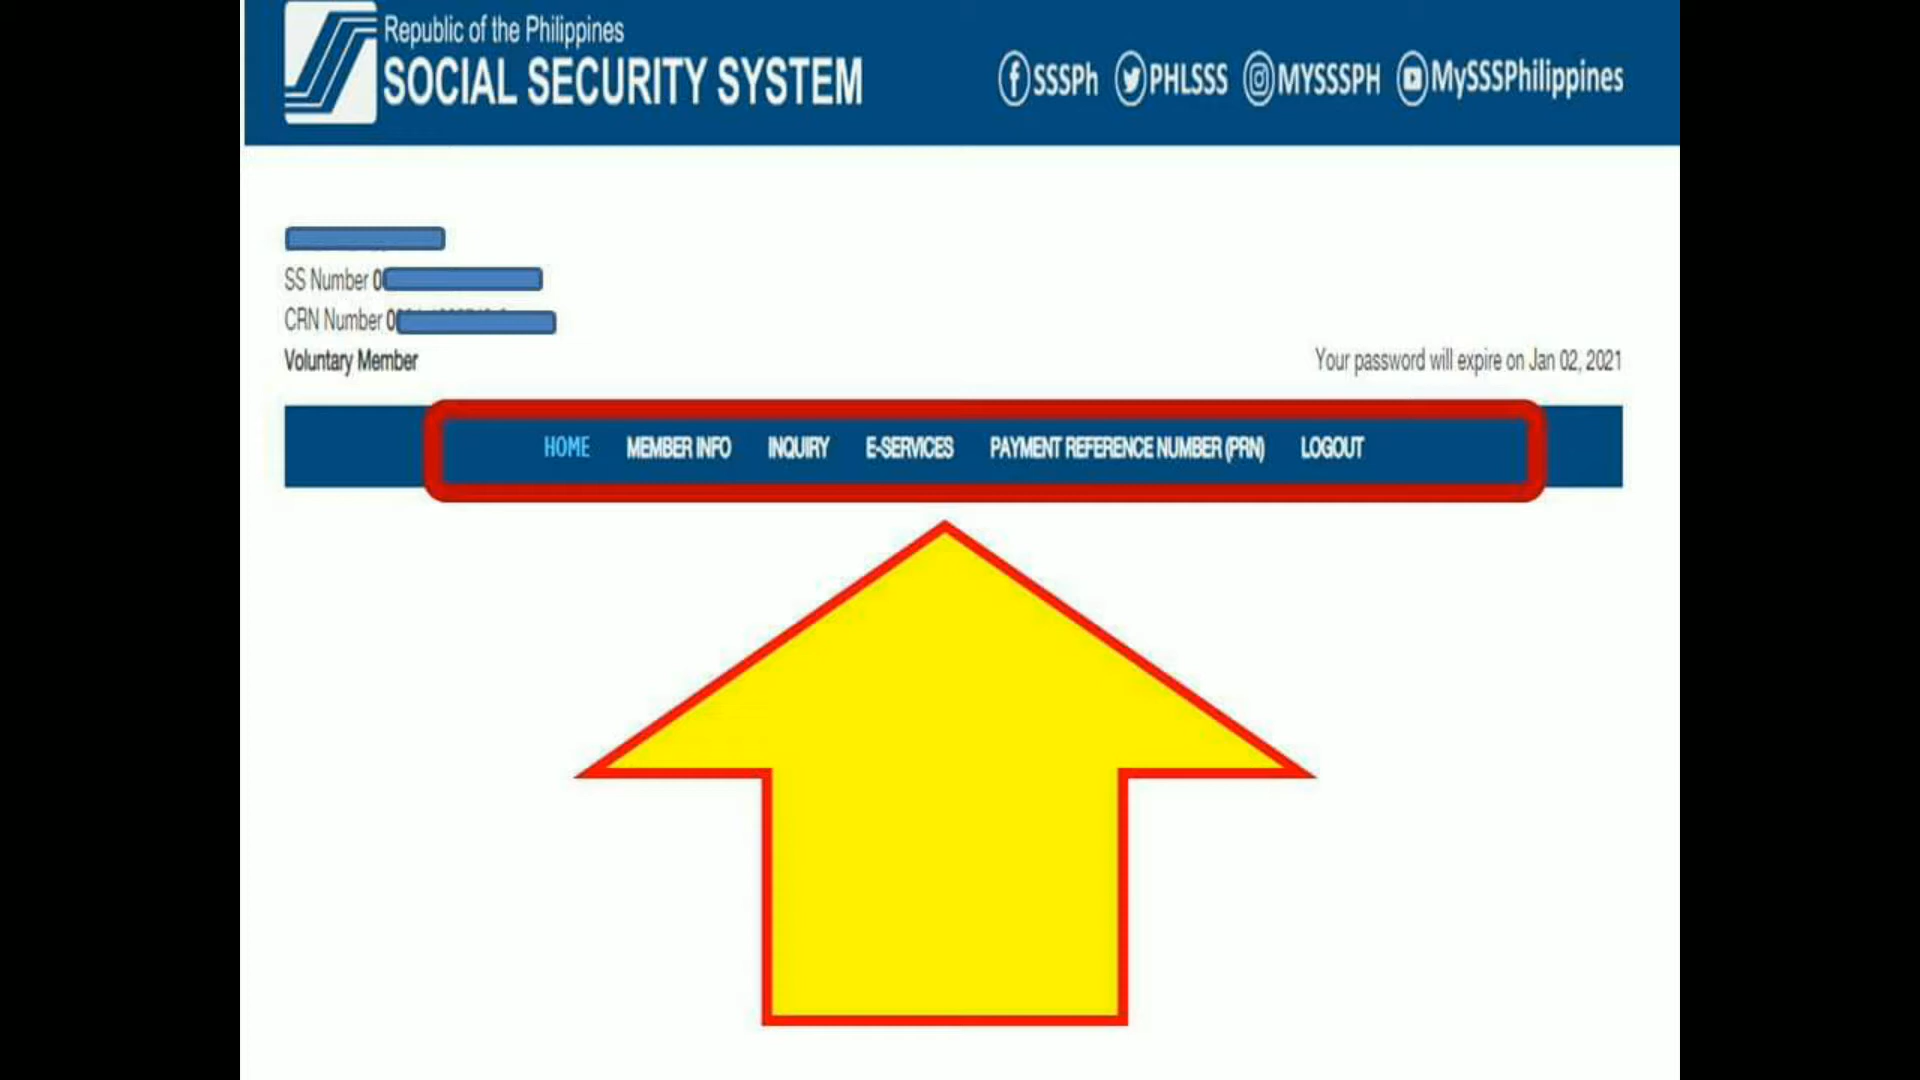 Republic of the Philippines
SOCIAL SECURITY SYSTEM
SSSPh PHLSSS MYSSSPH MySSSPhilippines
SS Number 0
CRN Number 0
Voluntary Member
Your password will expire on Jan 02, 2021
HOME MEMBER INFO INQUIRY E-SERVICES PAYMENT REFERENCE NUMBER (PRN) LOGOUT